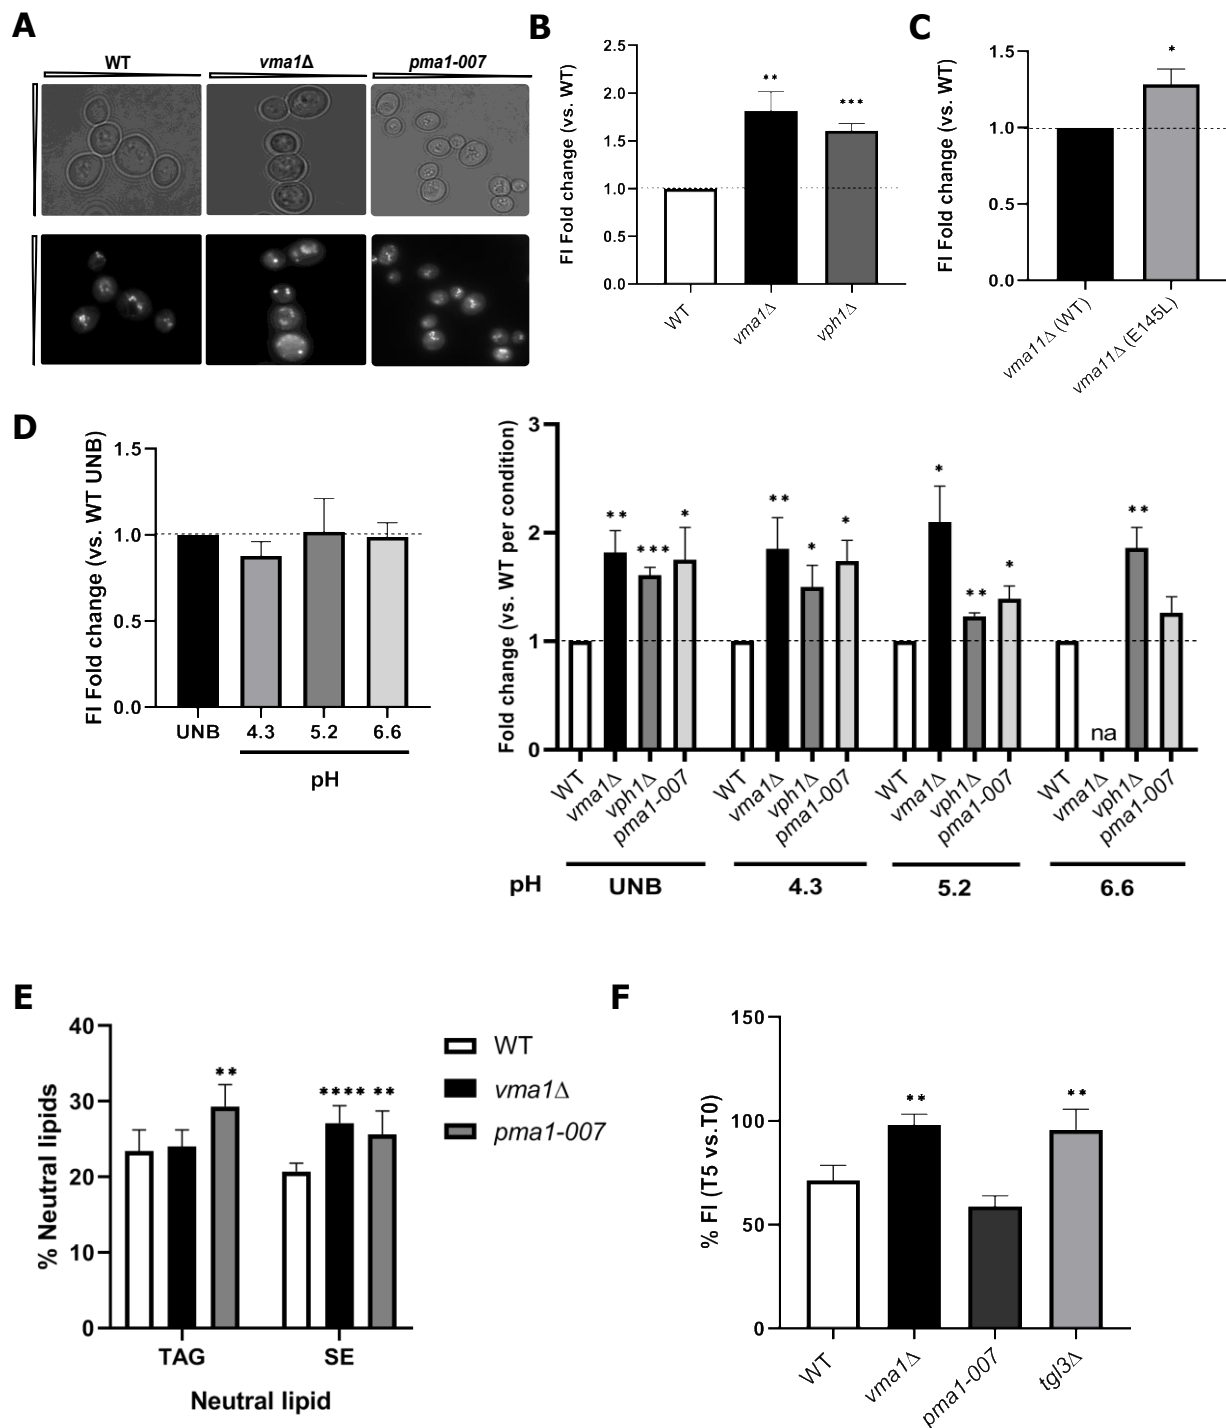 A
WT
vma1Δ
pma1-007
B
FI Fold change (vs. WT)
2.5
2.0
1.5
1.0
0.5
0.0
**
***
WT
vma1Δ
vph1Δ
C
FI Fold change (vs. WT)
1.5
1.0
0.5
0.0
*
vma11Δ (WT)
vma11Δ (E145L)
D
FI Fold change (vs. WT UNB)
1.5
1.0
0.5
0.0
UNB
4.3
5.2
6.6
pH
Fold change (vs. WT per condition)
3
2
1
0
** *** *
** * *
* ** *
na
**
WT vma1Δ vph1Δ pma1-007
WT vma1Δ vph1Δ pma1-007
WT vma1Δ vph1Δ pma1-007
WT vma1Δ vph1Δ pma1-007
pH UNB 4.3 5.2 6.6
E
% Neutral lipids
40
30
20
10
0
**
**** **
TAG SE
Neutral lipid
WT
vma1Δ
pma1-007
F
% FI (T5 vs.T0)
150
100
50
0
**
**
WT
vma1Δ
pma1-007
tgl3Δ